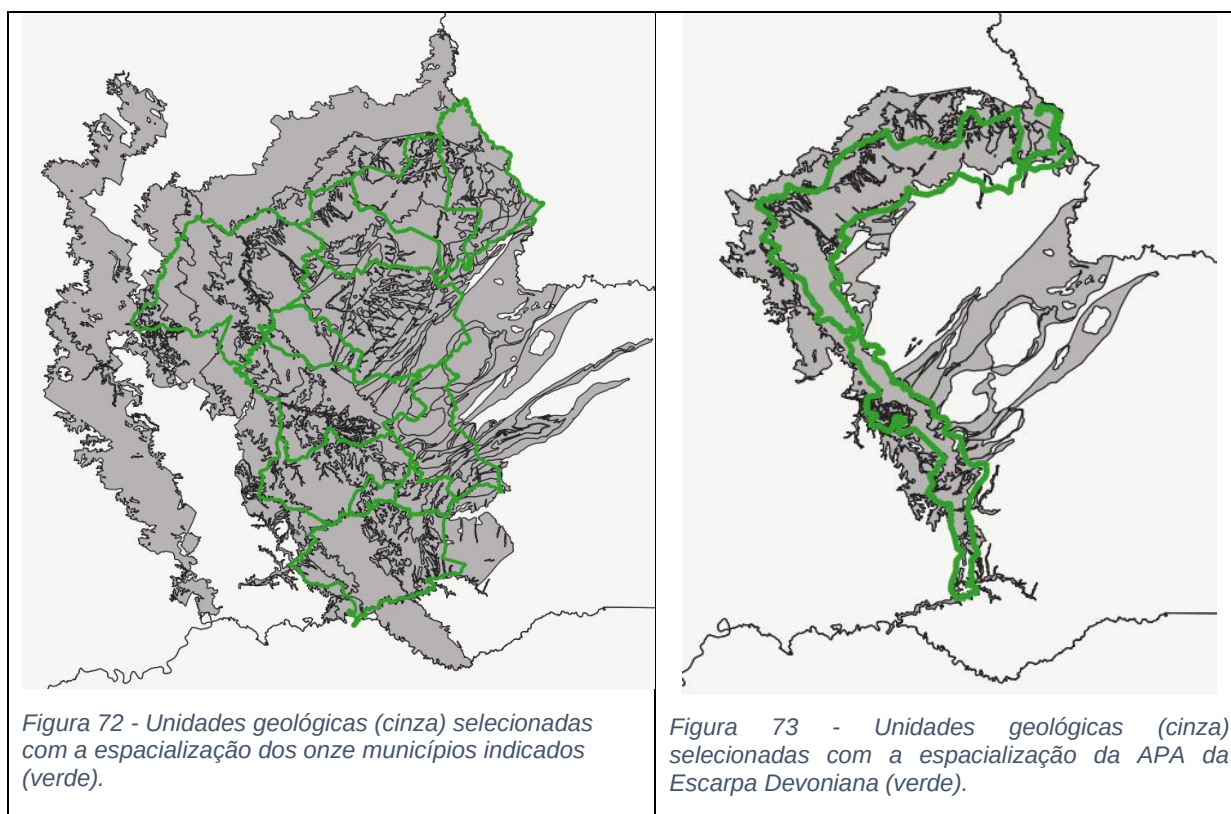 Figura 72 - Unidades geológicas (cinza) selecionadas
com a espacialização dos onze municípios indicados
(verde).
Figura 73 - Unidades geológicas (cinza)
selecionadas com a espacialização da APA da
Escarpa Devoniana (verde).